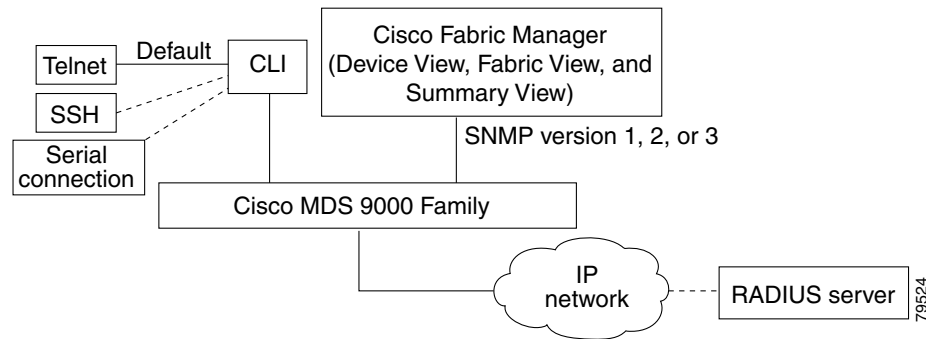 Telnet
Default
CLI
SSH
Serial
connection
Cisco Fabric Manager
(Device View, Fabric View, and
Summary View)
SNMP version 1, 2, or 3
Cisco MDS 9000 Family
IP
network
RADIUS server
79524